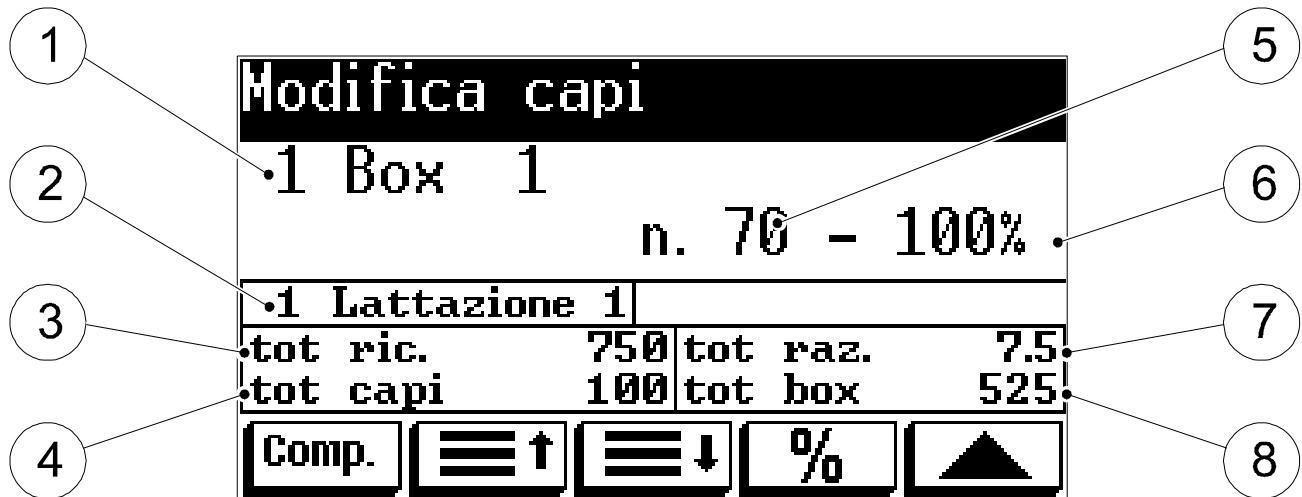 1
5
Modifica capi
2
1 Box 1
6
n. 70 - 100%
1 Lattazione 1
3
7
tot ric. 750 tot raz. 7.5
tot capi 100 tot box 525
4
Comp. %
8